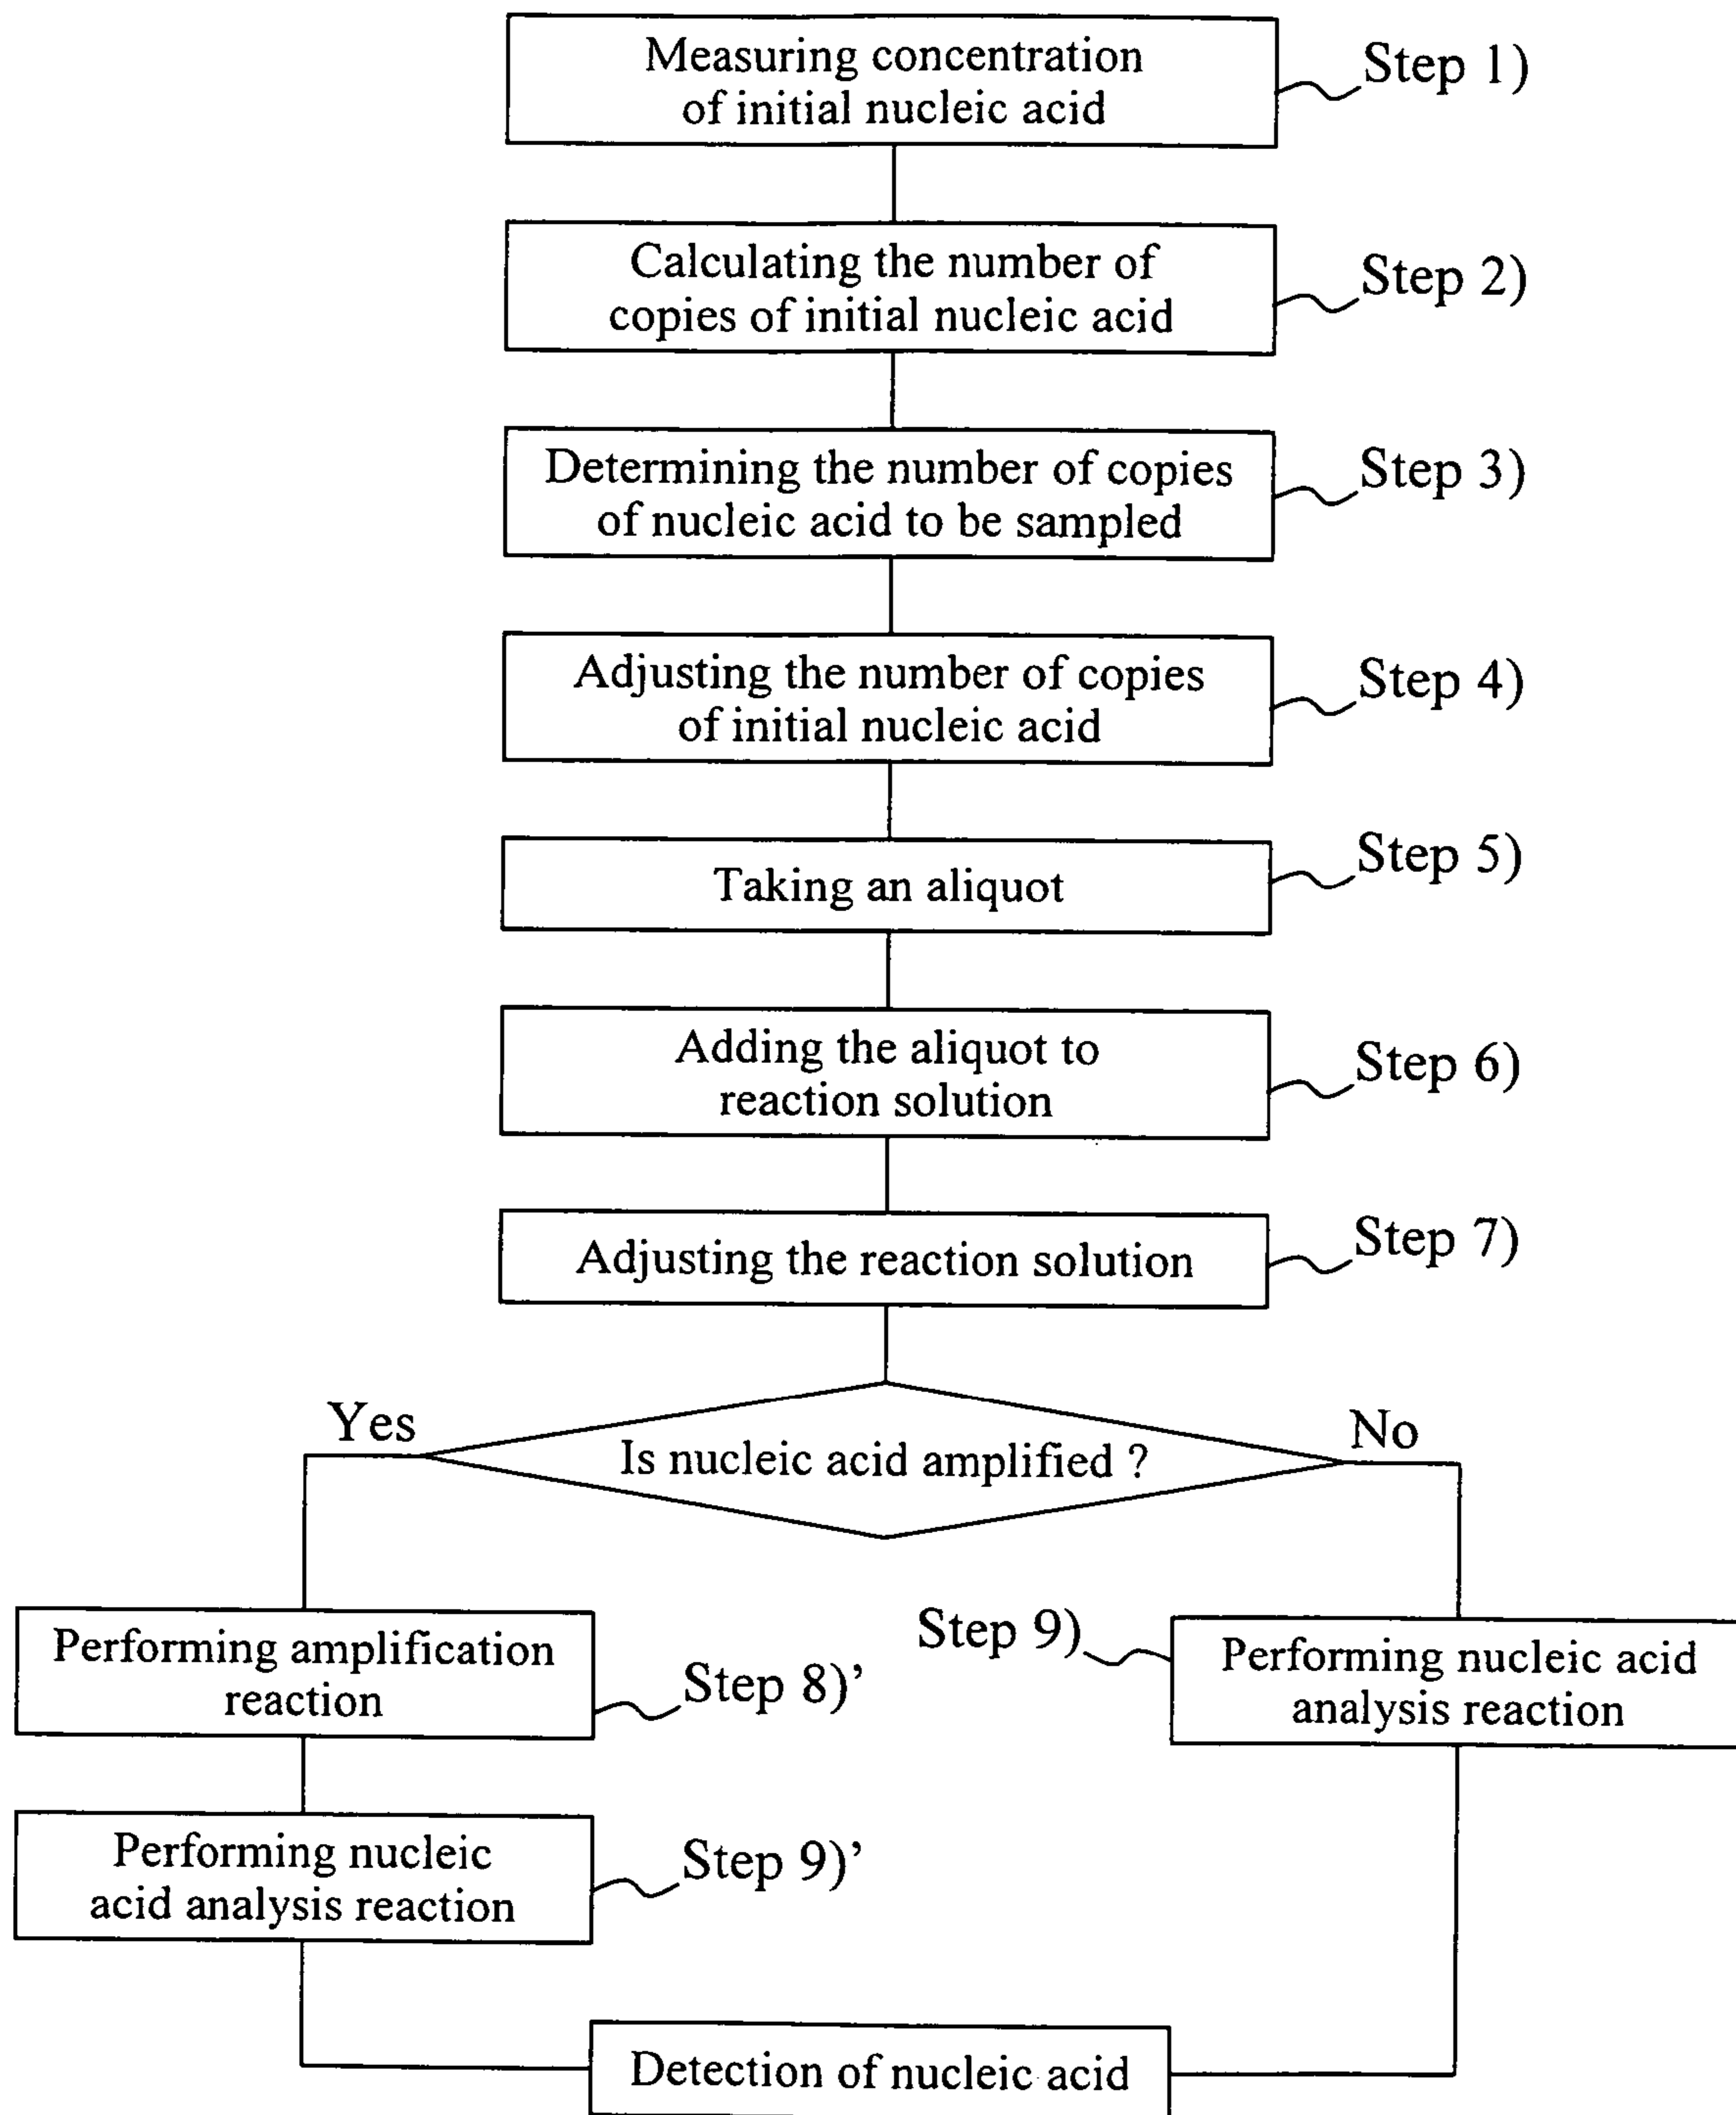 Measuring concentration
of initial nucleic acid
Step 1)
Calculating the number of
copies of initial nucleic acid
Step 2)
Determining the number of copies
of nucleic acid to be sampled
Step 3)
Adjusting the number of copies
of initial nucleic acid
Step 4)
Taking an aliquot
Step 5)
Adding the aliquot to
reaction solution
Step 6)
Adjusting the reaction solution
Step 7)
Yes
Is nucleic acid amplified ?
No
Performing amplification
reaction
Step 8)’
Step 9)
Performing nucleic acid
analysis reaction
Performing nucleic
acid analysis reaction
Step 9)’
Detection of nucleic acid